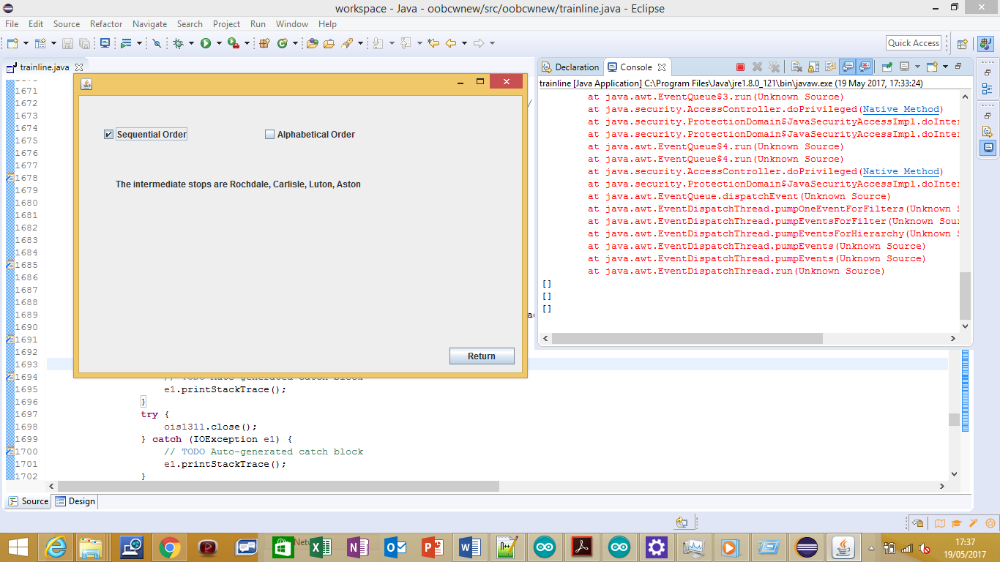 workspace - Java - oobcwnew/src/oobcwnew/trainline.java - Eclipse
File Edit Source Refactor Navigate Search Project Run Window Help
Quick Access
trainline.java
1671
1672
1673
1674
1675
1676
1677
1678
1679
1680
1681
1682
1683
1684
1685
1686
1687
1688
1689
1690
1691
1692
1693
1694 // TODO Auto-generated catch block
1695 e1.printStackTrace();
1696 }
1697 try {
1698 ois1311.close();
1699 } catch (IOException e1) {
1700 // TODO Auto-generated catch block
1701 e1.printStackTrace();
1702 }
Source Design
Sequential Order Alphabetical Order
The intermediate stops are Rochdale, Carlisle, Luton, Aston
Return
Declaration Console
trainline [Java Application] C:\Program Files\Java\jre1.8.0_121\bin\javaw.exe (19 May 2017, 17:33:24)
at java.awt.EventQueue$3.run(Unknown Source)
at java.security.AccessController.doPrivileged(Native Method)
at java.security.ProtectionDomain$JavaSecurityAccessImpl.doInter
at java.security.ProtectionDomain$JavaSecurityAccessImpl.doInter
at java.awt.EventQueue$4.run(Unknown Source)
at java.awt.EventQueue$4.run(Unknown Source)
at java.security.AccessController.doPrivileged(Native Method)
at java.security.ProtectionDomain$JavaSecurityAccessImpl.doInter
at java.awt.EventQueue.dispatchEvent(Unknown Source)
at java.awt.EventDispatchThread.pumpOneEventForFilters(Unknown S
at java.awt.EventDispatchThread.pumpEventsForFilter(Unknown Sour
at java.awt.EventDispatchThread.pumpEventsForHierarchy(Unknown S
at java.awt.EventDispatchThread.pumpEvents(Unknown Source)
at java.awt.EventDispatchThread.pumpEvents(Unknown Source)
at java.awt.EventDispatchThread.run(Unknown Source)
[]
[]
[]
17:37
19/05/2017